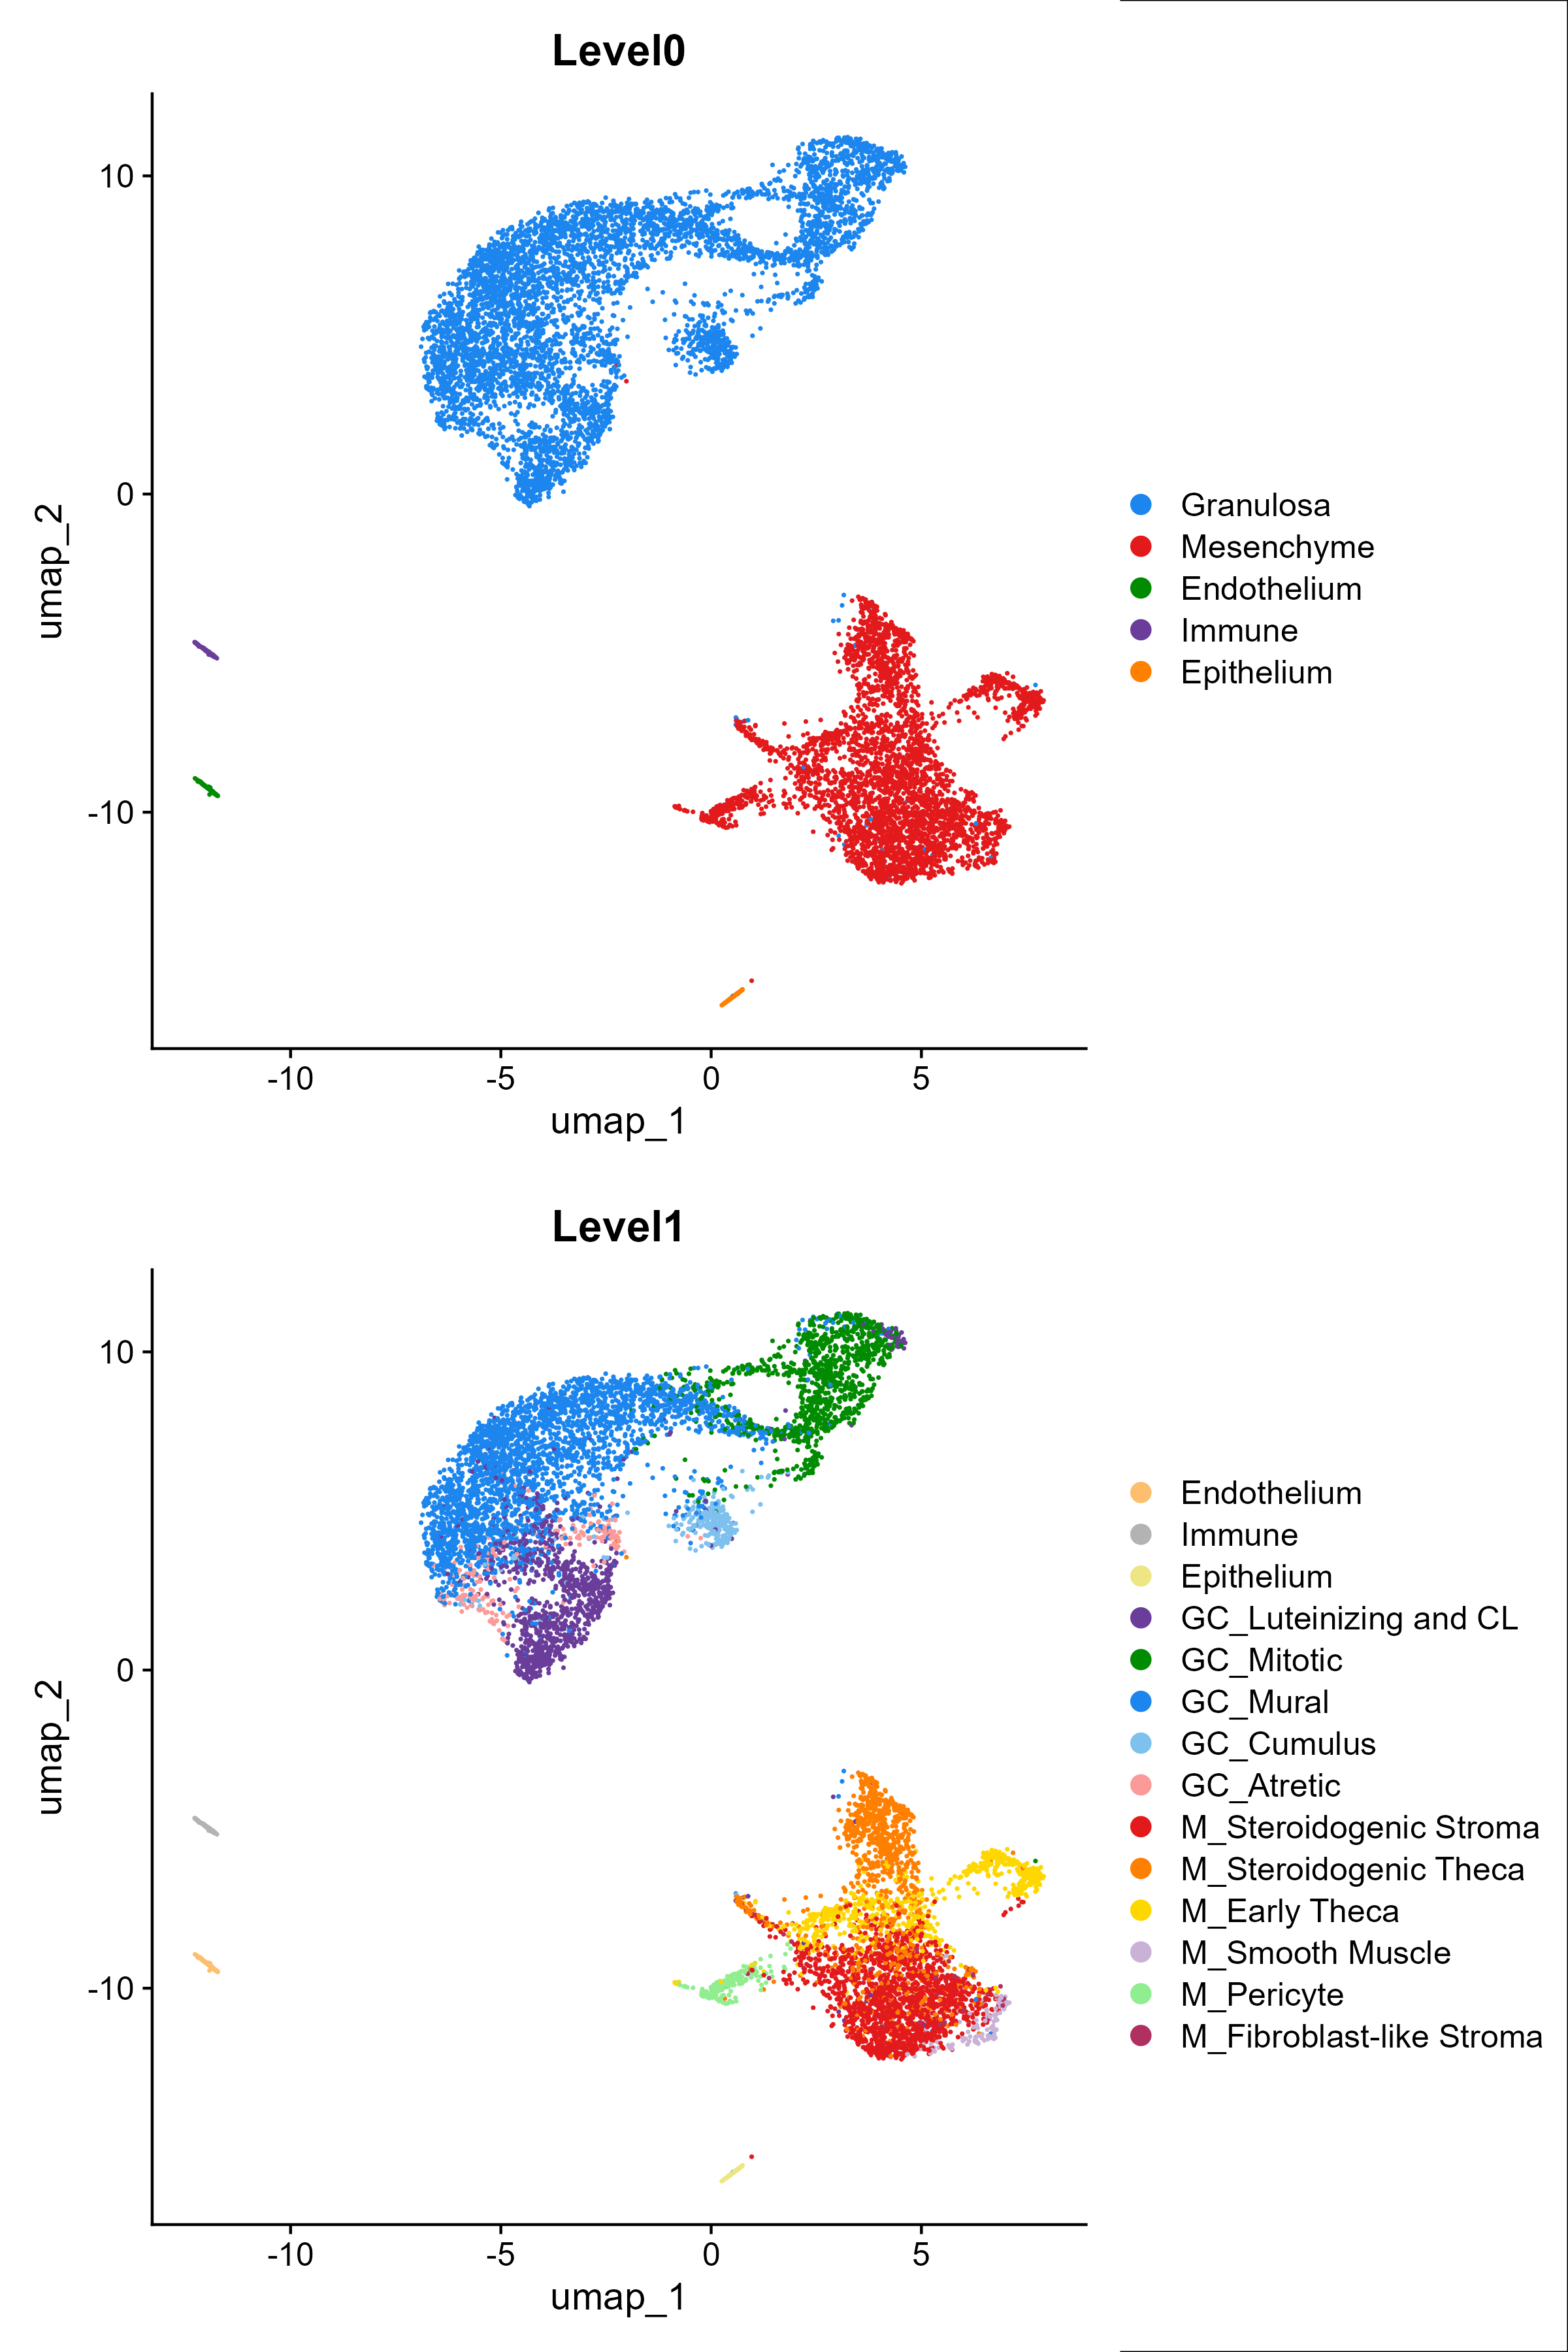 Level0
10
0
-10
umap_2
-10
-5
0
5
umap_1
Granulosa
Mesenchyme
Endothelium
Immune
Epithelium
Level1
10
0
-10
umap_2
-10
-5
0
5
umap_1
Endothelium
Immune
Epithelium
GC_Luteinizing and CL
GC_Mitotic
GC_Mural
GC_Cumulus
GC_Atretic
M_Steroidogenic Stroma
M_Steroidogenic Theca
M_Early Theca
M_Smooth Muscle
M_Pericyte
M_Fibroblast-like Stroma